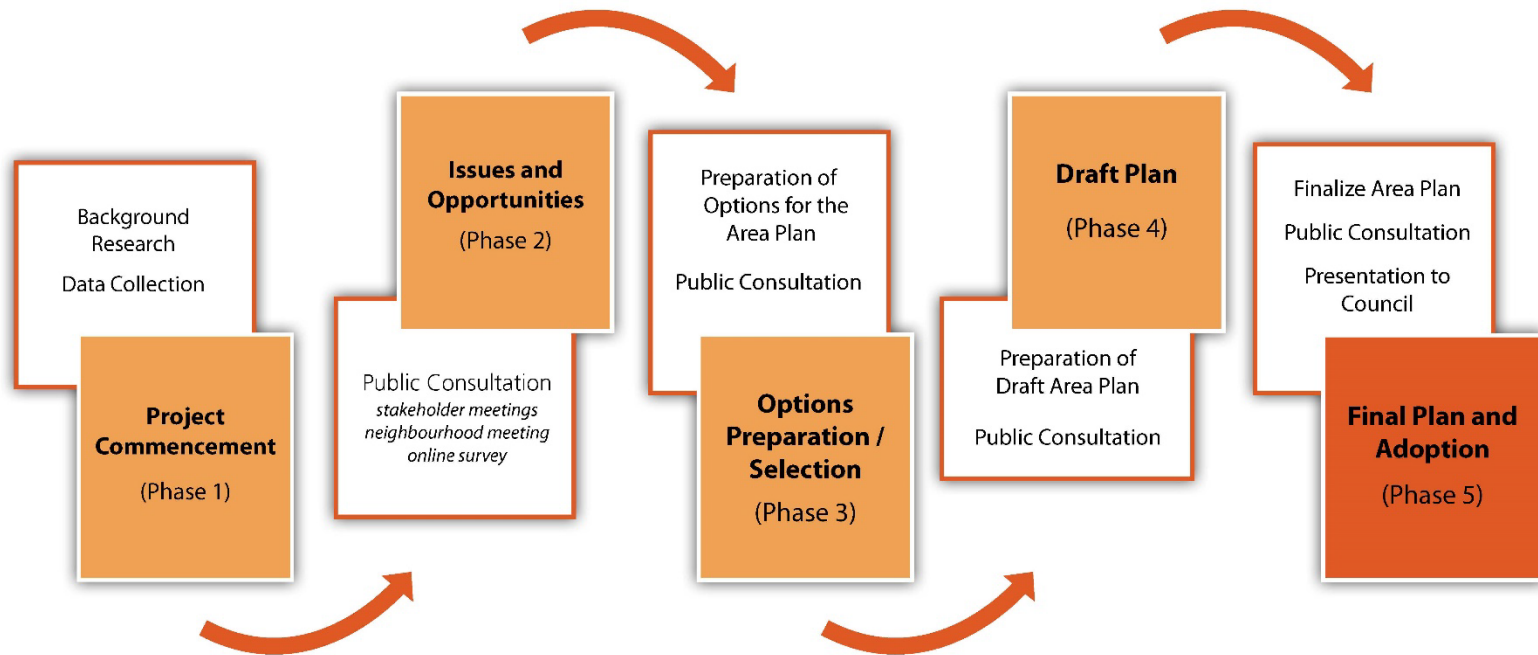 Background
Research
Data Collection
Project
Commencement
(Phase 1)
Issues and
Opportunities
(Phase 2)
Public Consultation
stakeholder meetings
neighbourhood meeting
online survey
Preparation of
Options for the
Area Plan
Public Consultation
Options
Preparation /
Selection
(Phase 3)
Draft Plan
(Phase 4)
Preparation of
Draft Area Plan
Public Consultation
Finalize Area Plan
Public Consultation
Presentation to
Council
Final Plan and
Adoption
(Phase 5)